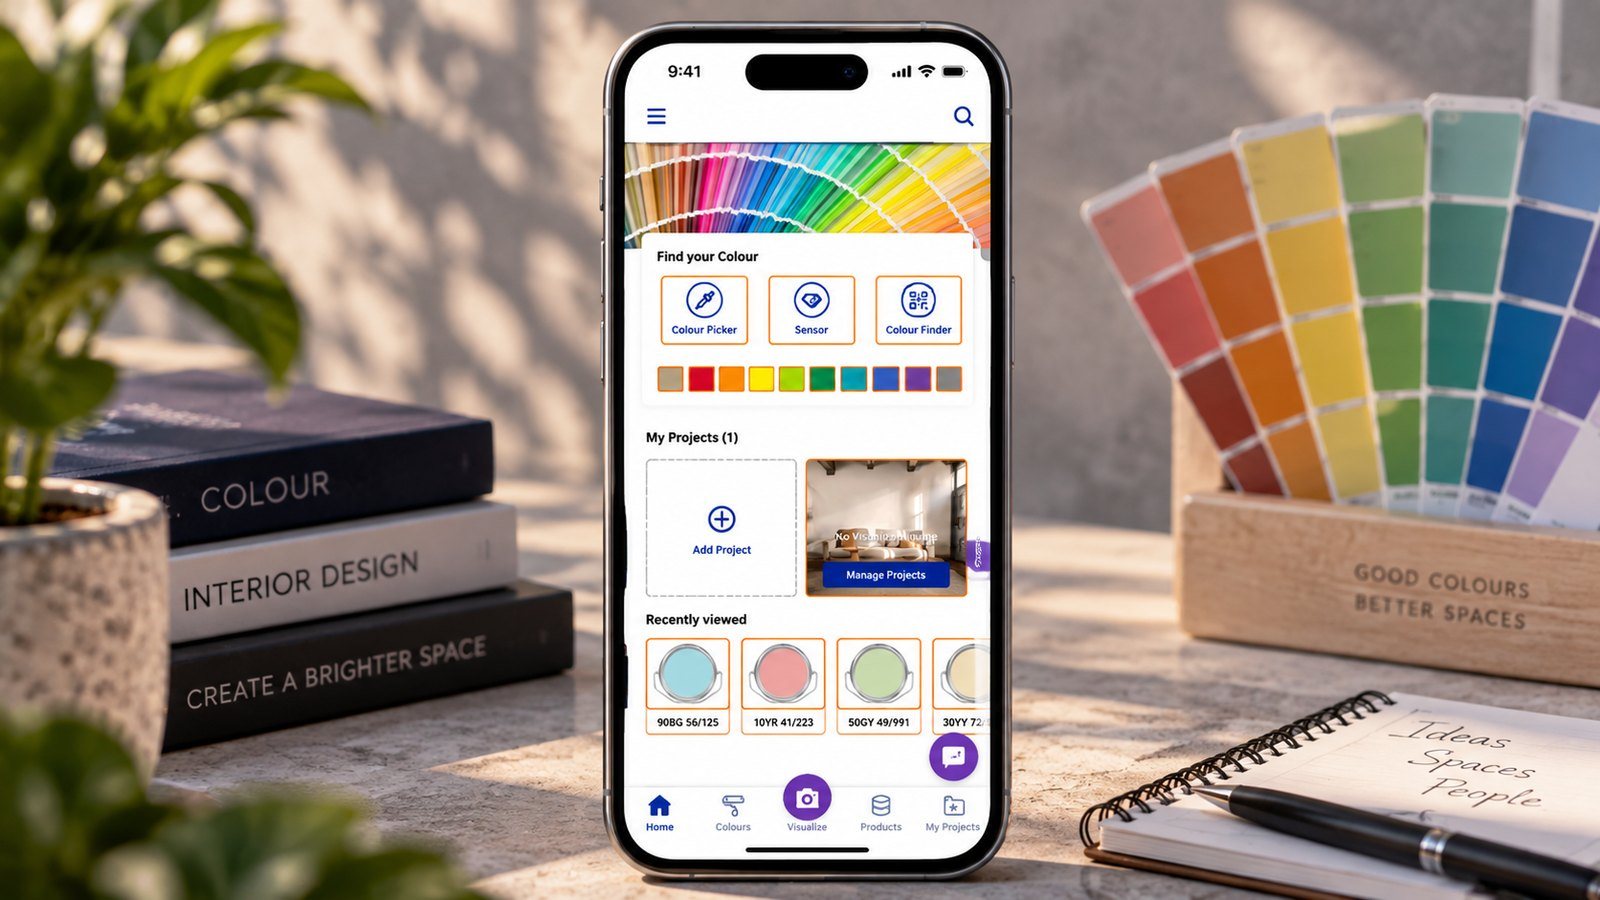 9:41
Find your Colour
Colour Picker
Sensor
Colour Finder
My Projects (1)
Add Project
Manage Projects
Recently viewed
90BG 56/125
10YR 41/223
50GY 49/991
30YY 72/
Home
Colours
Visualize
Products
My Projects
COLOUR
INTERIOR DESIGN
CREATE A BRIGHTER SPACE
GOOD COLOURS
BETTER SPACES
Ideas
Spaces
People